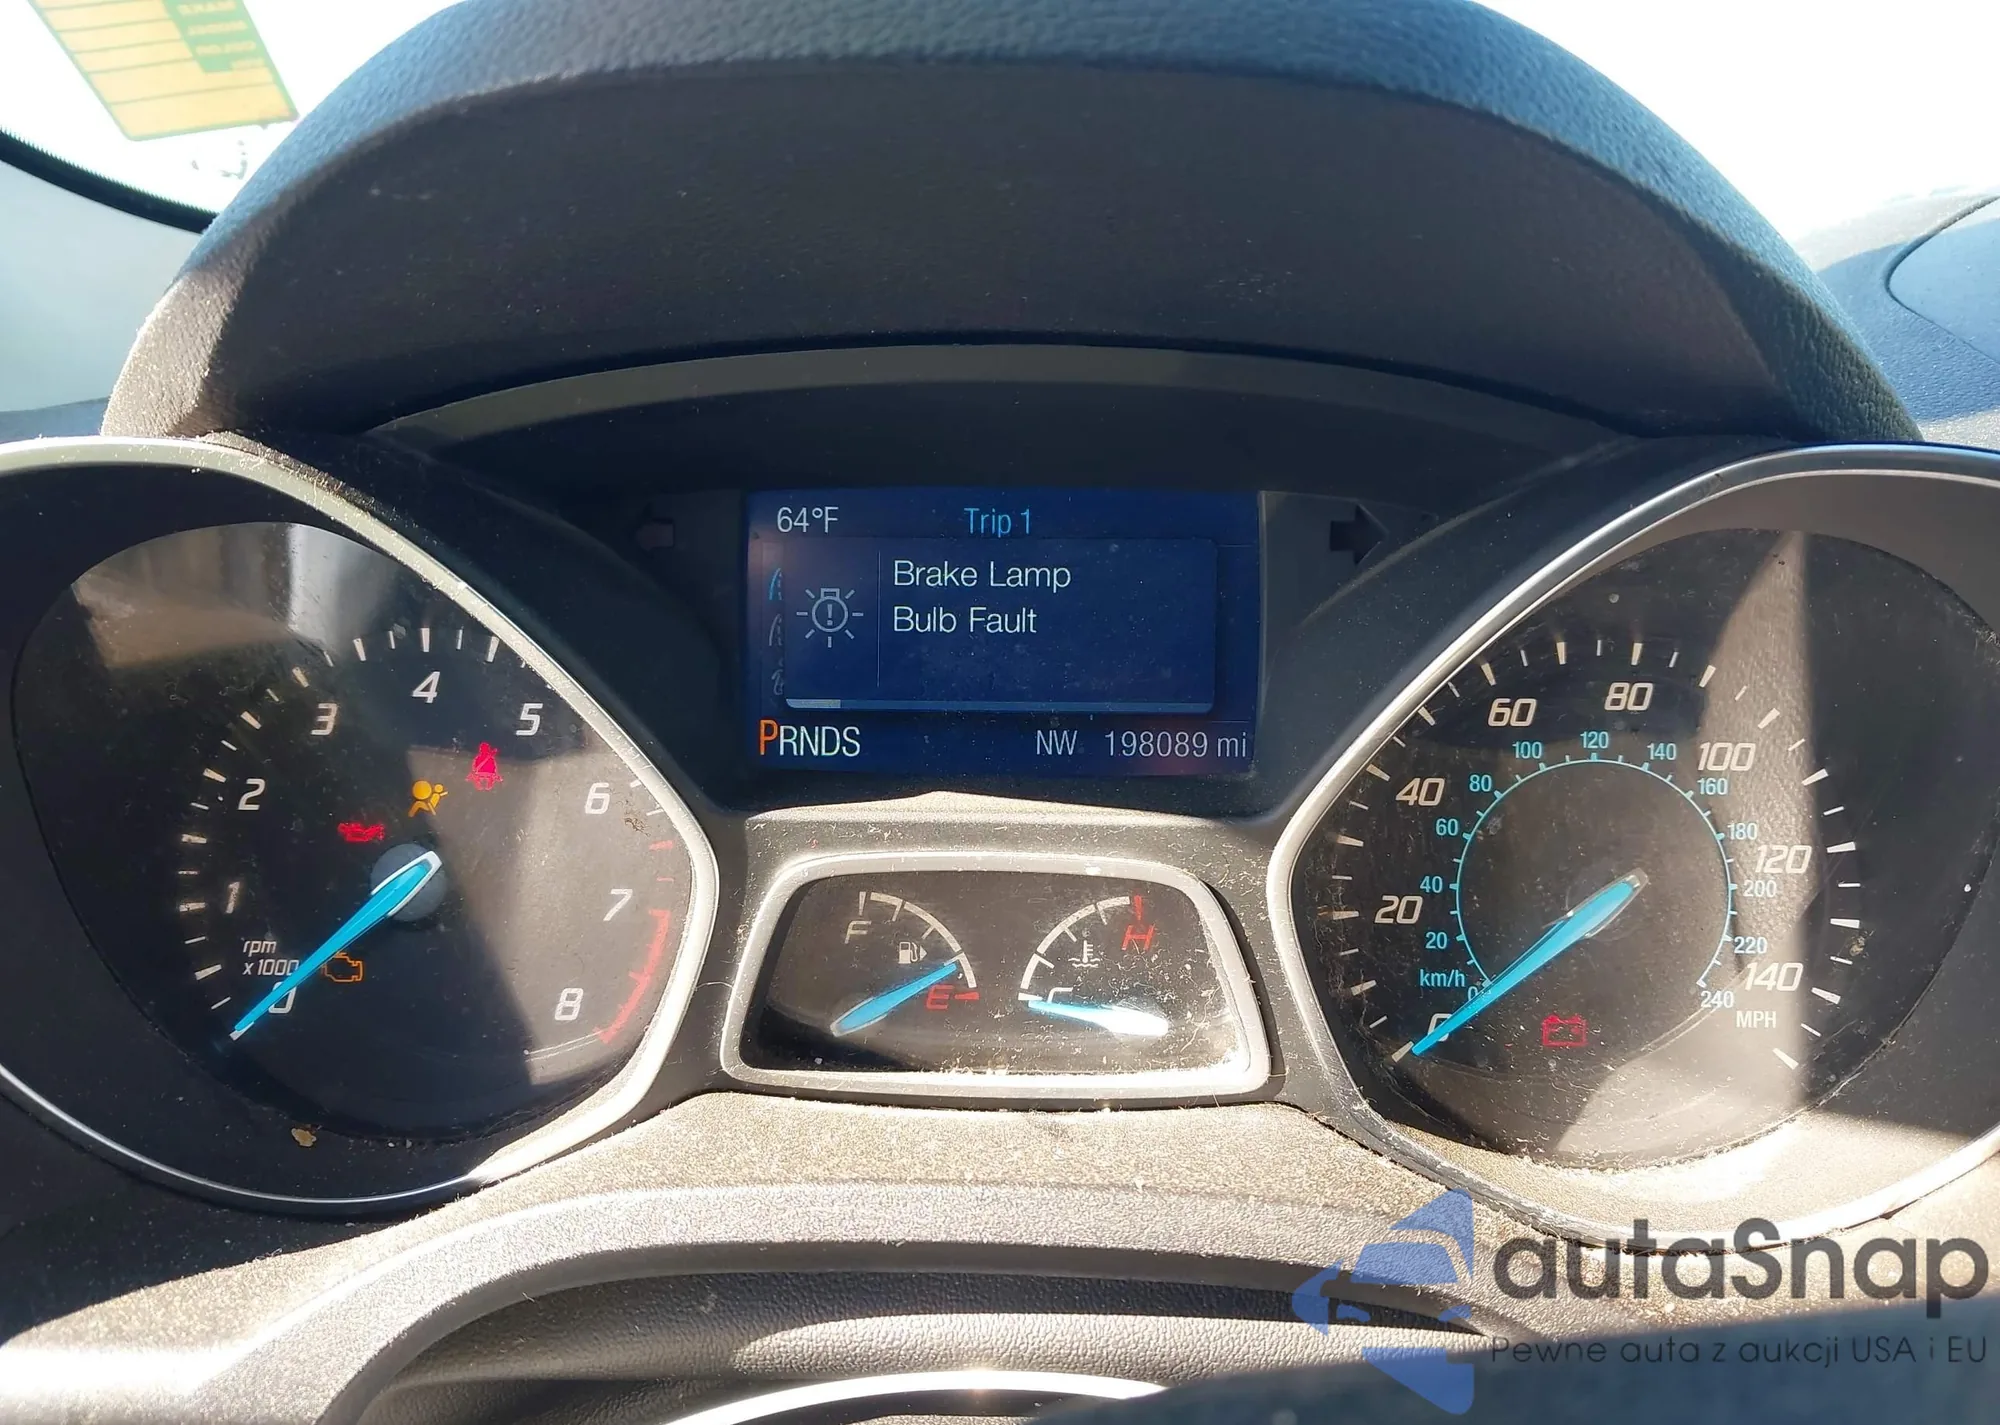 64°F Trip 1
Brake Lamp
Bulb Fault
PRNDS NW 198089 mi
0 1 2 3 4 5 6 7 8
rpm
x1000
F
E
H
C
0 20 40 60 80 100 120 140
MPH
0 20 40 60 80 100 120 140 160 180 200 220 240
km/h
autaSnap
Pewne auta z aukcji USA i EU